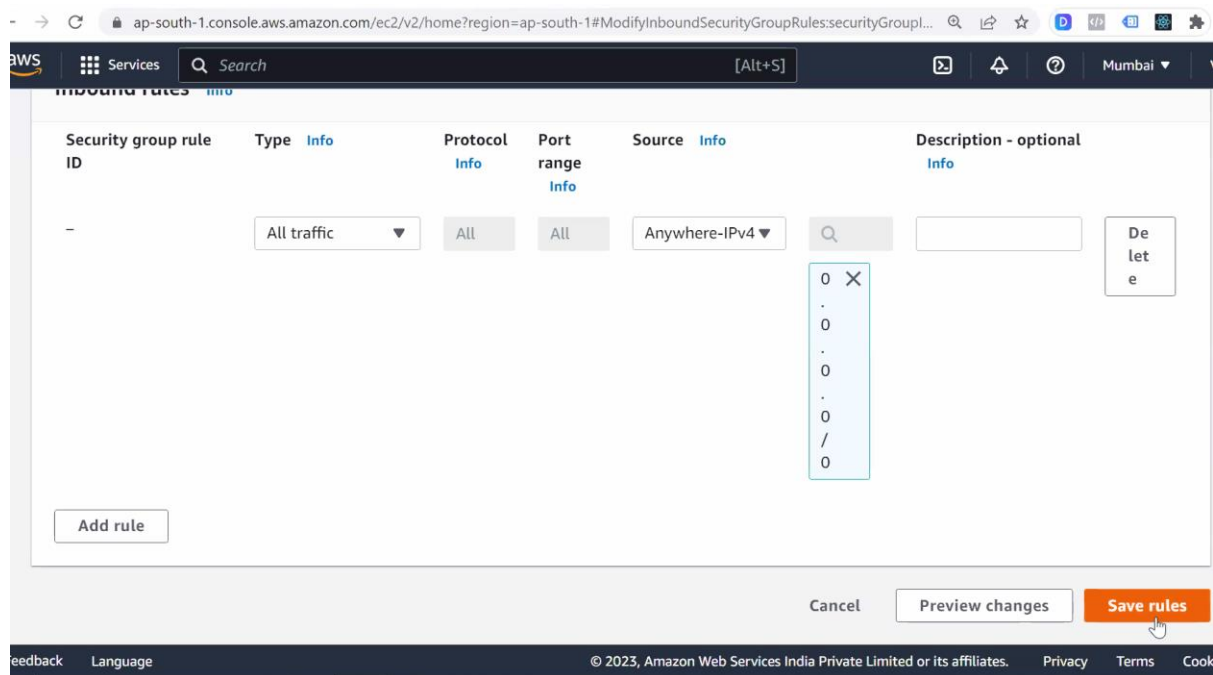 ap-south-1.console.aws.amazon.com/ec2/v2/home?region=ap-south-1#ModifyInboundSecurityGroupRules:securityGroupI...
aws Services Search [Alt+S] Mumbai
Inbound rules Info
Security group rule ID
Type Info
Protocol Info
Port range Info
Source Info
Description - optional Info
–
All traffic
All
All
Anywhere-IPv4
0.0.0.0/0
Delete
Add rule
Cancel Preview changes Save rules
eedback Language © 2023, Amazon Web Services India Private Limited or its affiliates. Privacy Terms Cook